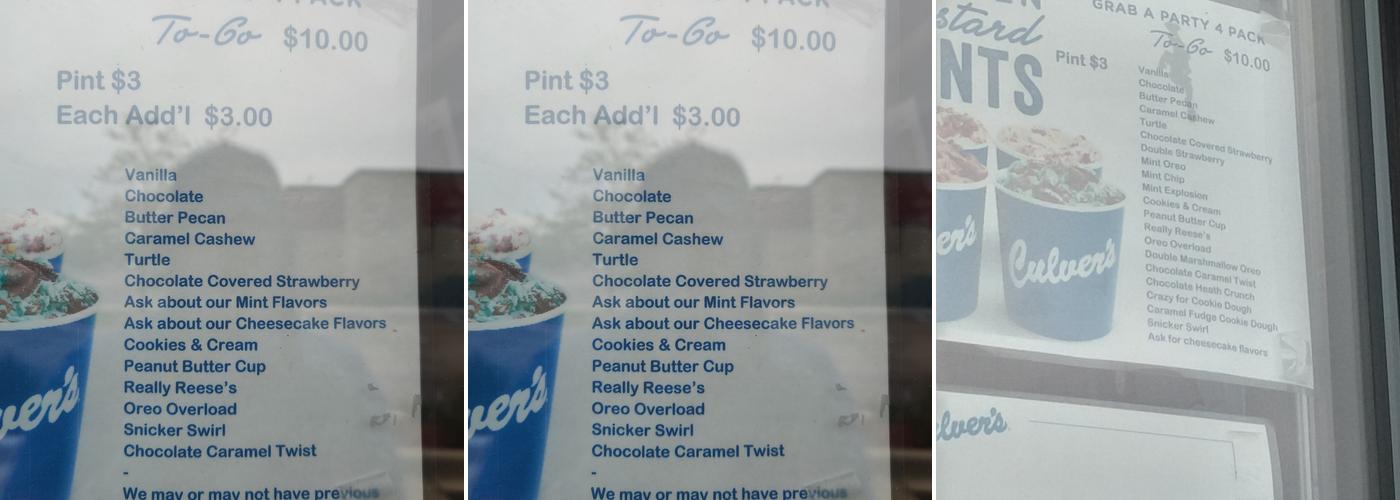 PACK
To-Go $10.00
Pint $3
Each Add'l $3.00
Vanilla
Chocolate
Butter Pecan
Caramel Cashew
Turtle
Chocolate Covered Strawberry
Ask about our Mint Flavors
Ask about our Cheesecake Flavors
Cookies & Cream
Peanut Butter Cup
Really Reese's
Oreo Overload
Snicker Swirl
Chocolate Caramel Twist
-
We may or may not have previous
ver's
PACK
To-Go $10.00
Pint $3
Each Add'l $3.00
Vanilla
Chocolate
Butter Pecan
Caramel Cashew
Turtle
Chocolate Covered Strawberry
Ask about our Mint Flavors
Ask about our Cheesecake Flavors
Cookies & Cream
Peanut Butter Cup
Really Reese's
Oreo Overload
Snicker Swirl
Chocolate Caramel Twist
-
We may or may not have previous
ver's
EN
stard
NTS
GRAB A PARTY 4 PACK
To-Go $10.00
Pint $3
Vanilla
Chocolate
Butter Pecan
Caramel Cashew
Turtle
Chocolate Covered Strawberry
Double Strawberry
Mint Oreo
Mint Chip
Mint Explosion
Cookies & Cream
Peanut Butter Cup
Really Reese's
Oreo Overload
Double Marshmallow Oreo
Chocolate Caramel Twist
Chocolate Heath Crunch
Crazy for Cookie Dough
Caramel Fudge Cookie Dough
Snicker Swirl
Ask for cheesecake flavors
er's
Culver's
ulver's